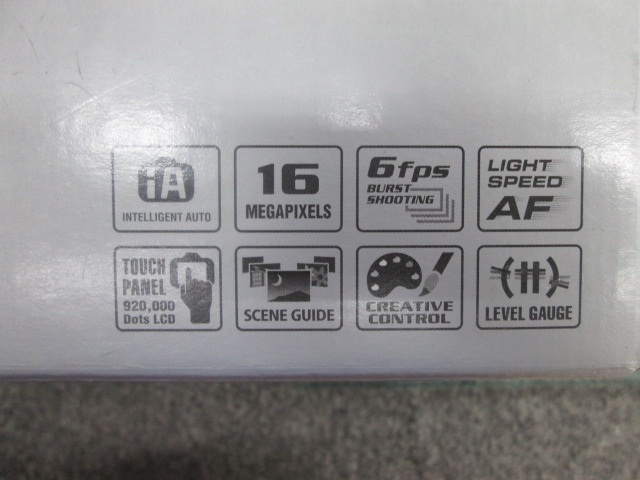 iA
INTELLIGENT AUTO
16
MEGAPIXELS
6fps
BURST
SHOOTING
LIGHT
SPEED
AF
TOUCH
PANEL
920,000
Dots LCD
SCENE GUIDE
CREATIVE
CONTROL
LEVEL GAUGE